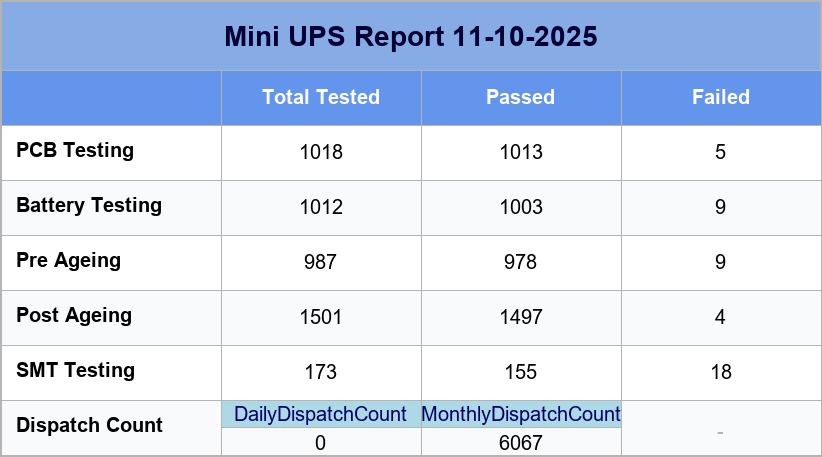 Mini UPS Report 11-10-2025
Total Tested Passed Failed
PCB Testing 1018 1013 5
Battery Testing 1012 1003 9
Pre Ageing 987 978 9
Post Ageing 1501 1497 4
SMT Testing 173 155 18
Dispatch Count DailyDispatchCount MonthlyDispatchCount -
0 6067